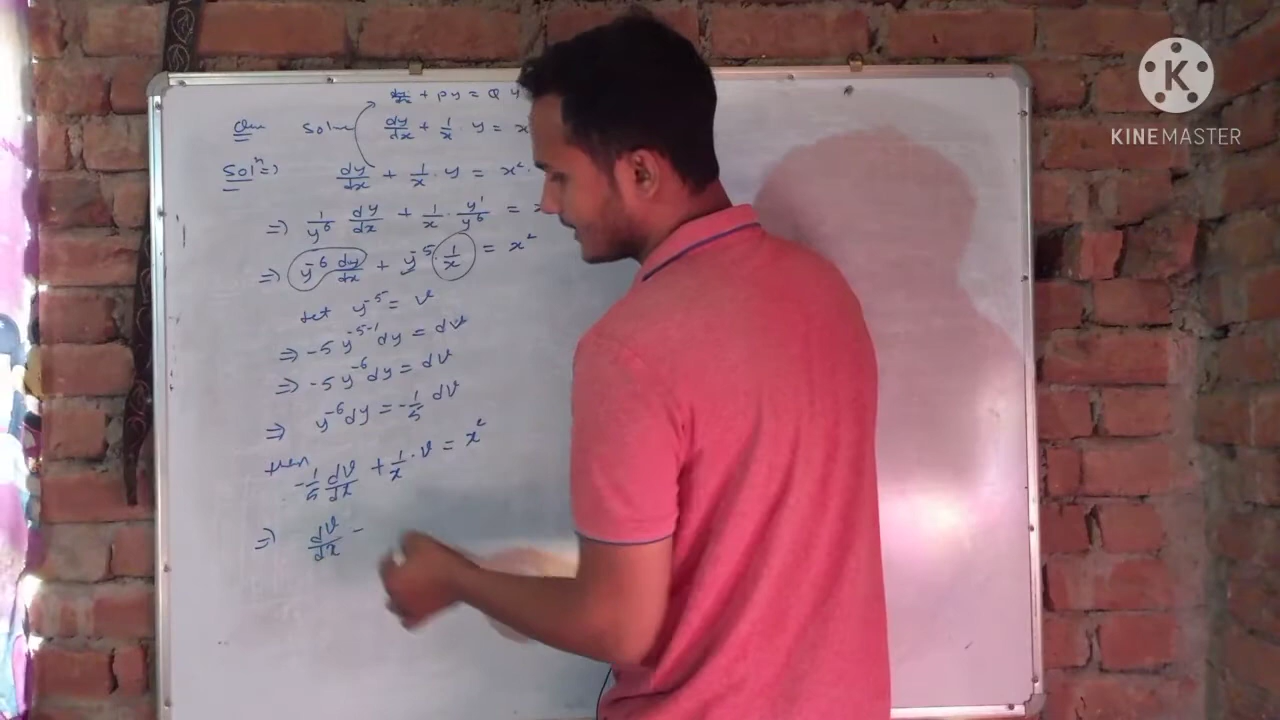 dy/dx + Py = Q y
Que Solve dy/dx + 1/x · y = x
Solⁿ=> dy/dx + 1/x · y = x² ·
=> 1/y⁶ dy/dx + 1/x · y¹/y⁶ =
=> y⁻⁶ dy/dx + y⁻⁵ · 1/x = x²
Let y⁻⁵ = v
=> -5 y⁻⁵⁻¹ dy = dv
=> -5 y⁻⁶ dy = dv
=> y⁻⁶ dy = -1/5 dv
then
-1/5 dv/dx + 1/x · v = x²
=> dv/dx -
K
KINEMASTER